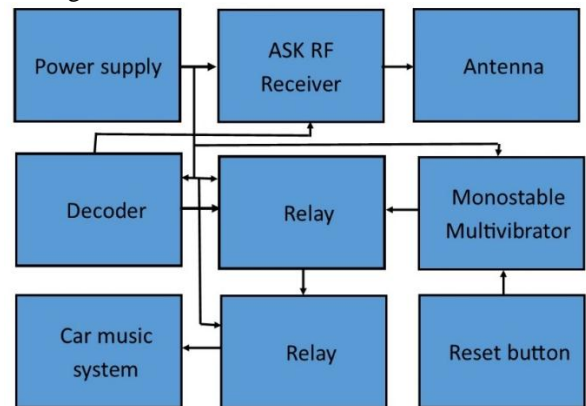 Power supply
ASK RF
Receiver
Antenna
Decoder
Relay
Monostable
Multivibrator
Car music
system
Relay
Reset button